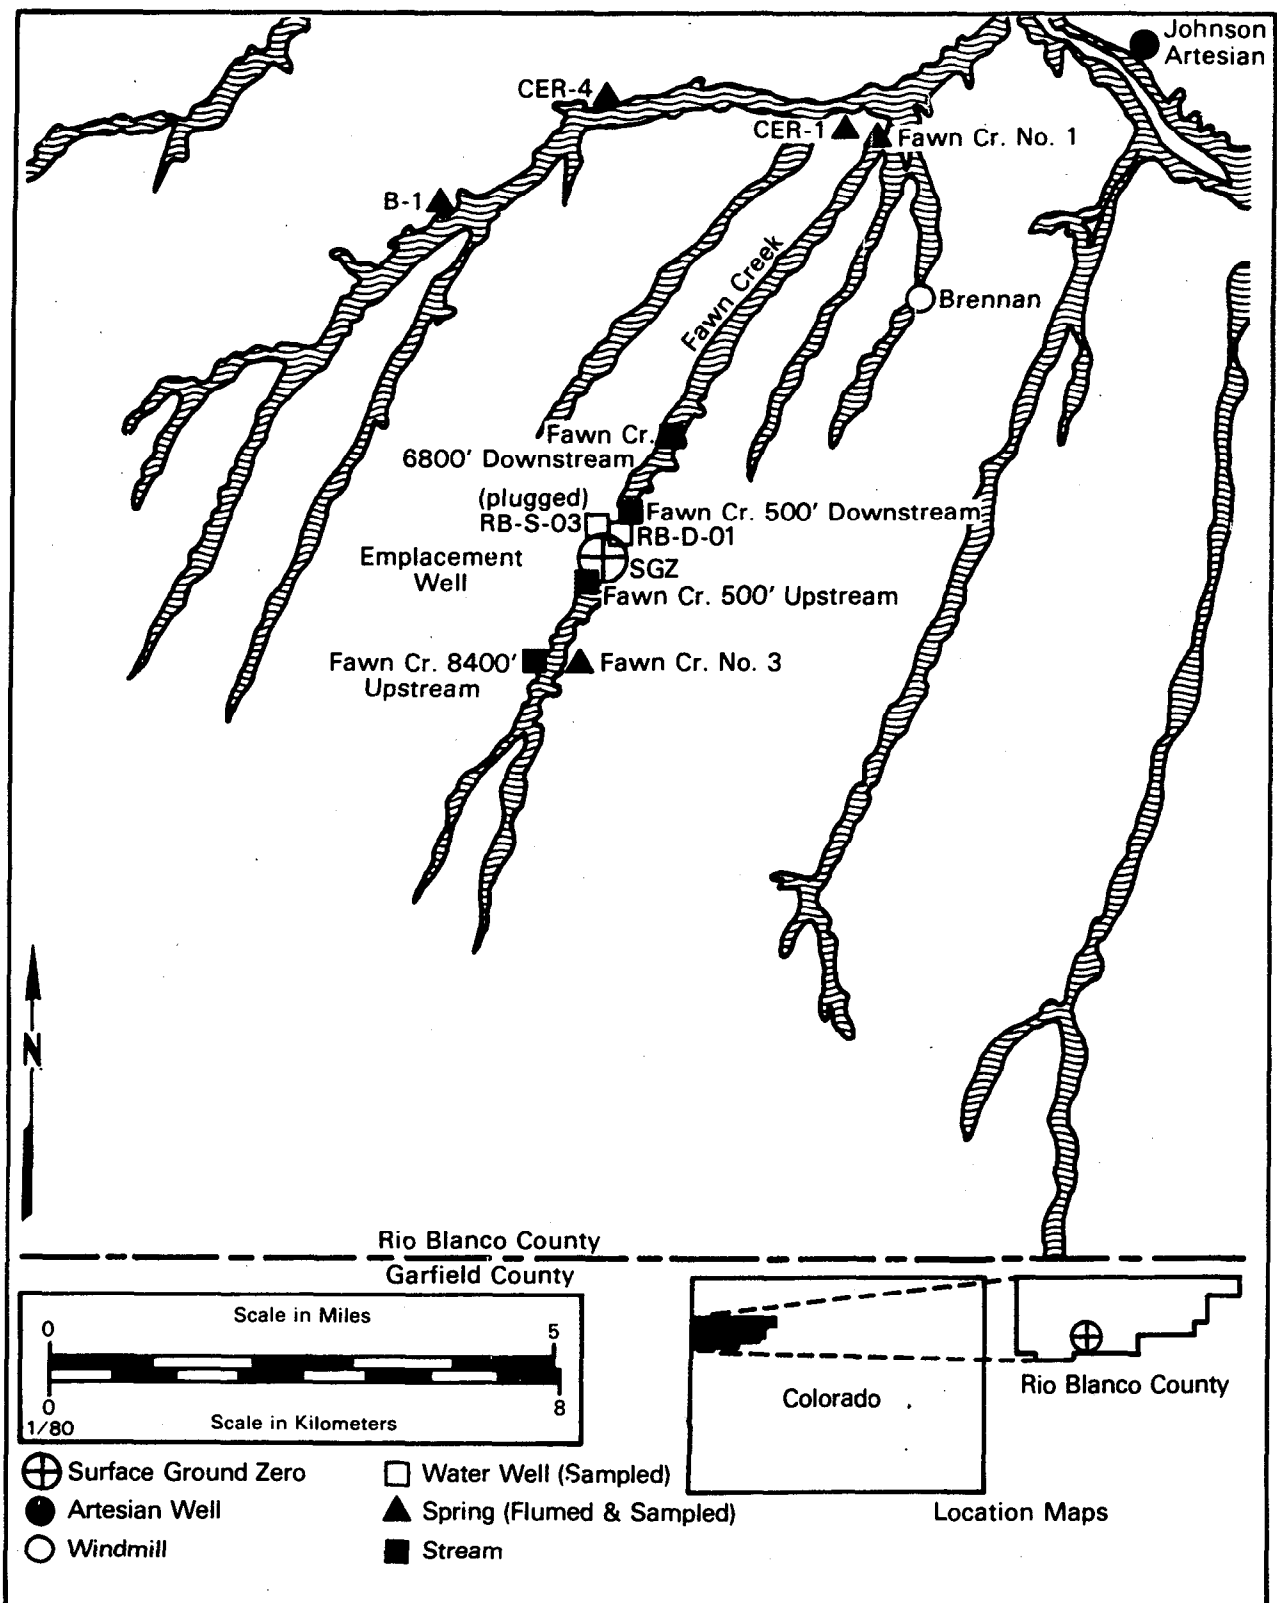 Johnson
Artesian
CER-4
CER-1
Fawn Cr. No. 1
B-1
Fawn Creek
Brennan
Fawn Cr.
6800' Downstream
(plugged)
RB-S-03
Fawn Cr. 500' Downstream
RB-D-01
Emplacement
Well
SGZ
Fawn Cr. 500' Upstream
Fawn Cr. 8400'
Upstream
Fawn Cr. No. 3
N
Rio Blanco County
Garfield County
Scale in Miles
0 5
0 8
Scale in Kilometers
1/80
Colorado
Rio Blanco County
Location Maps
Surface Ground Zero
Artesian Well
Windmill
Water Well (Sampled)
Spring (Flumed & Sampled)
Stream